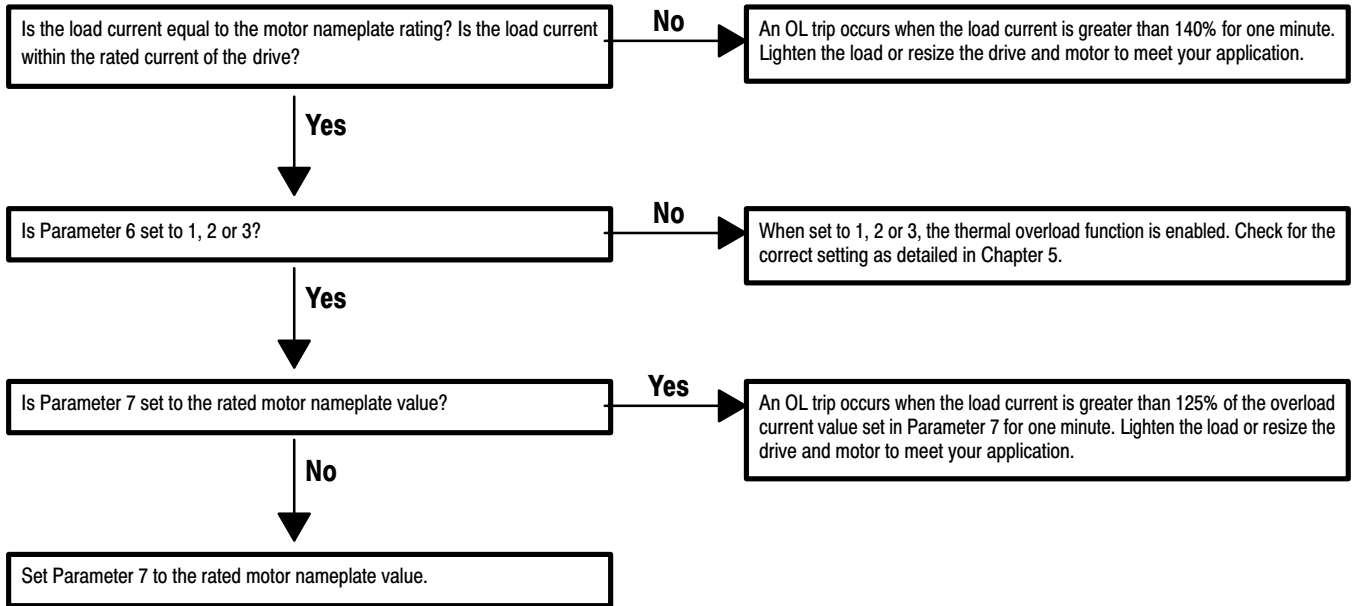 Is the load current equal to the motor nameplate rating? Is the load current
within the rated current of the drive?
No
An OL trip occurs when the load current is greater than 140% for one minute.
Lighten the load or resize the drive and motor to meet your application.
Yes
Is Parameter 6 set to 1, 2 or 3?
No
When set to 1, 2 or 3, the thermal overload function is enabled. Check for the
correct setting as detailed in Chapter 5.
Yes
Is Parameter 7 set to the rated motor nameplate value?
Yes
An OL trip occurs when the load current is greater than 125% of the overload
current value set in Parameter 7 for one minute. Lighten the load or resize the
drive and motor to meet your application.
No
Set Parameter 7 to the rated motor nameplate value.